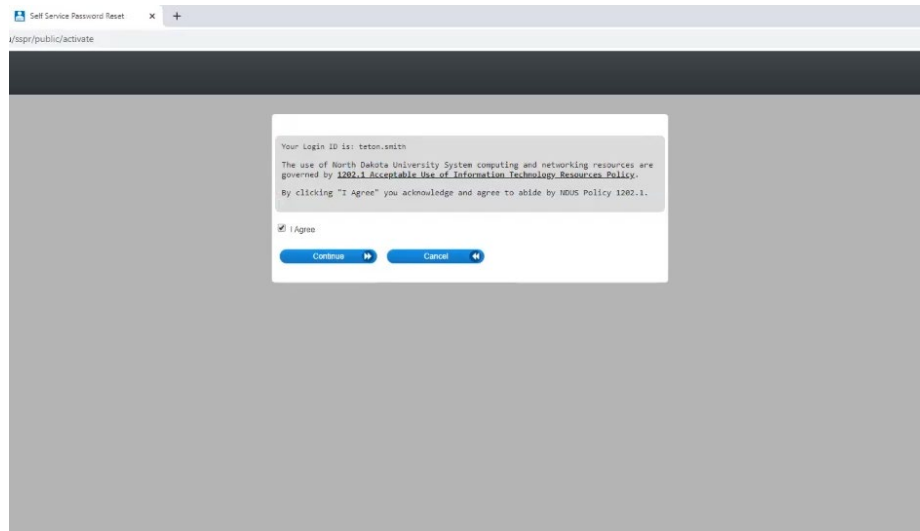 Self Service Password Reset
u/sspr/public/activate
Your Login ID is: teton.smith
The use of North Dakota University System computing and networking resources are
governed by 1202.1 Acceptable Use of Information Technology Resources Policy.
By clicking "I Agree" you acknowledge and agree to abide by NDUS Policy 1202.1.
I Agree
Continue Cancel